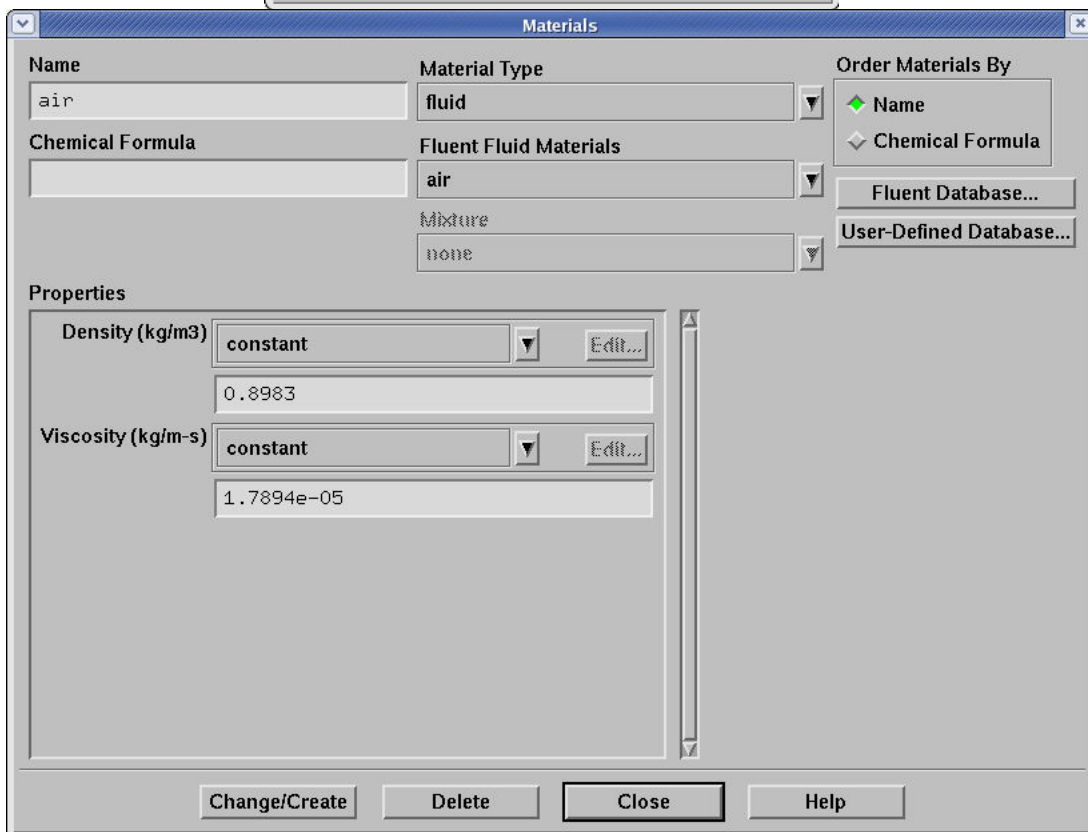 Materials
Name
air
Chemical Formula
Material Type
fluid
Fluent Fluid Materials
air
Mixture
none
Order Materials By
Name
Chemical Formula
Fluent Database...
User-Defined Database...
Properties
Density (kg/m3)
constant
Edit...
0.8983
Viscosity (kg/m-s)
constant
Edit...
1.7894e-05
Change/Create
Delete
Close
Help